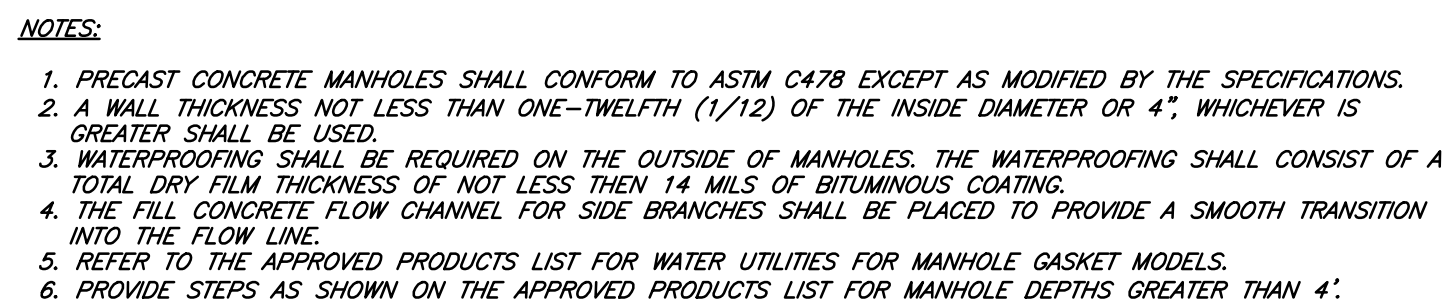 NOTES:
1. PRECAST CONCRETE MANHOLES SHALL CONFORM TO ASTM C478 EXCEPT AS MODIFIED BY THE SPECIFICATIONS.
2. A WALL THICKNESS NOT LESS THAN ONE-TWELFTH (1/12) OF THE INSIDE DIAMETER OR 4", WHICHEVER IS
GREATER SHALL BE USED.
3. WATERPROOFING SHALL BE REQUIRED ON THE OUTSIDE OF MANHOLES. THE WATERPROOFING SHALL CONSIST OF A
TOTAL DRY FILM THICKNESS OF NOT LESS THEN 14 MILS OF BITUMINOUS COATING.
4. THE FILL CONCRETE FLOW CHANNEL FOR SIDE BRANCHES SHALL BE PLACED TO PROVIDE A SMOOTH TRANSITION
INTO THE FLOW LINE.
5. REFER TO THE APPROVED PRODUCTS LIST FOR WATER UTILITIES FOR MANHOLE GASKET MODELS.
6. PROVIDE STEPS AS SHOWN ON THE APPROVED PRODUCTS LIST FOR MANHOLE DEPTHS GREATER THAN 4'.